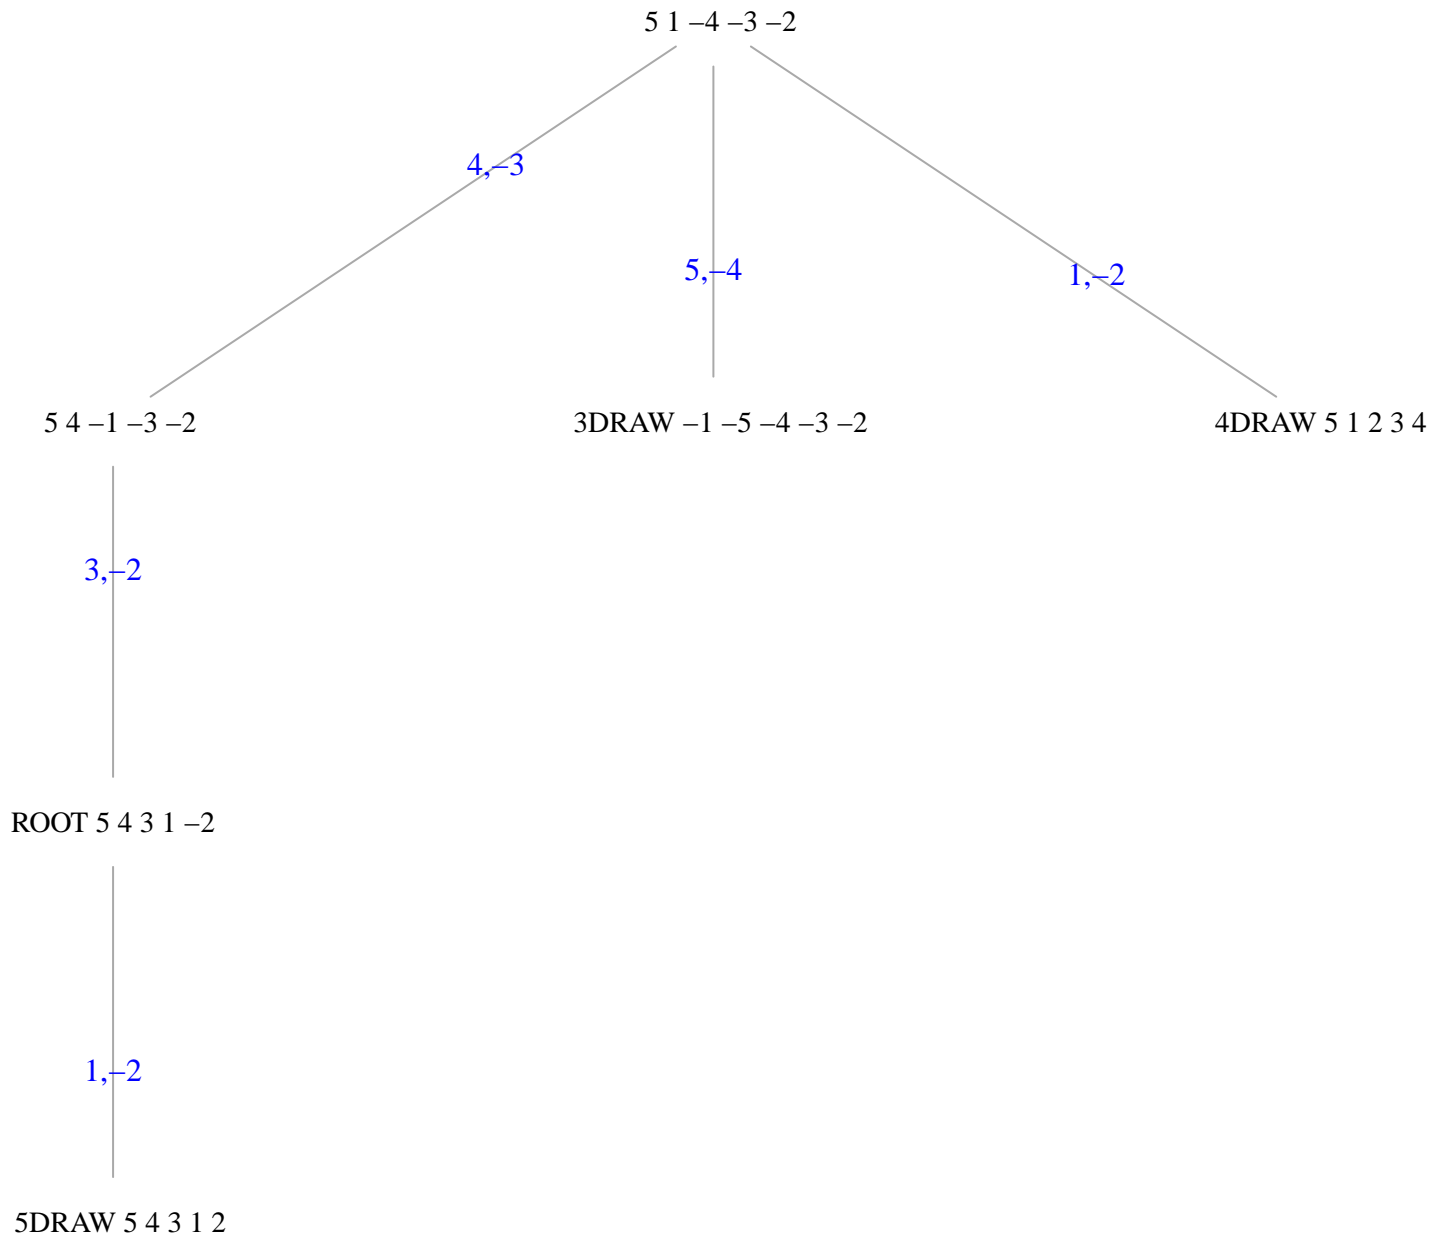 5 1 –4 –3 –2
4,–3
5,–4
1,–2
5 4 –1 –3 –2
3DRAW –1 –5 –4 –3 –2
4DRAW 5 1 2 3 4
3,–2
ROOT 5 4 3 1 –2
1,–2
5DRAW 5 4 3 1 2